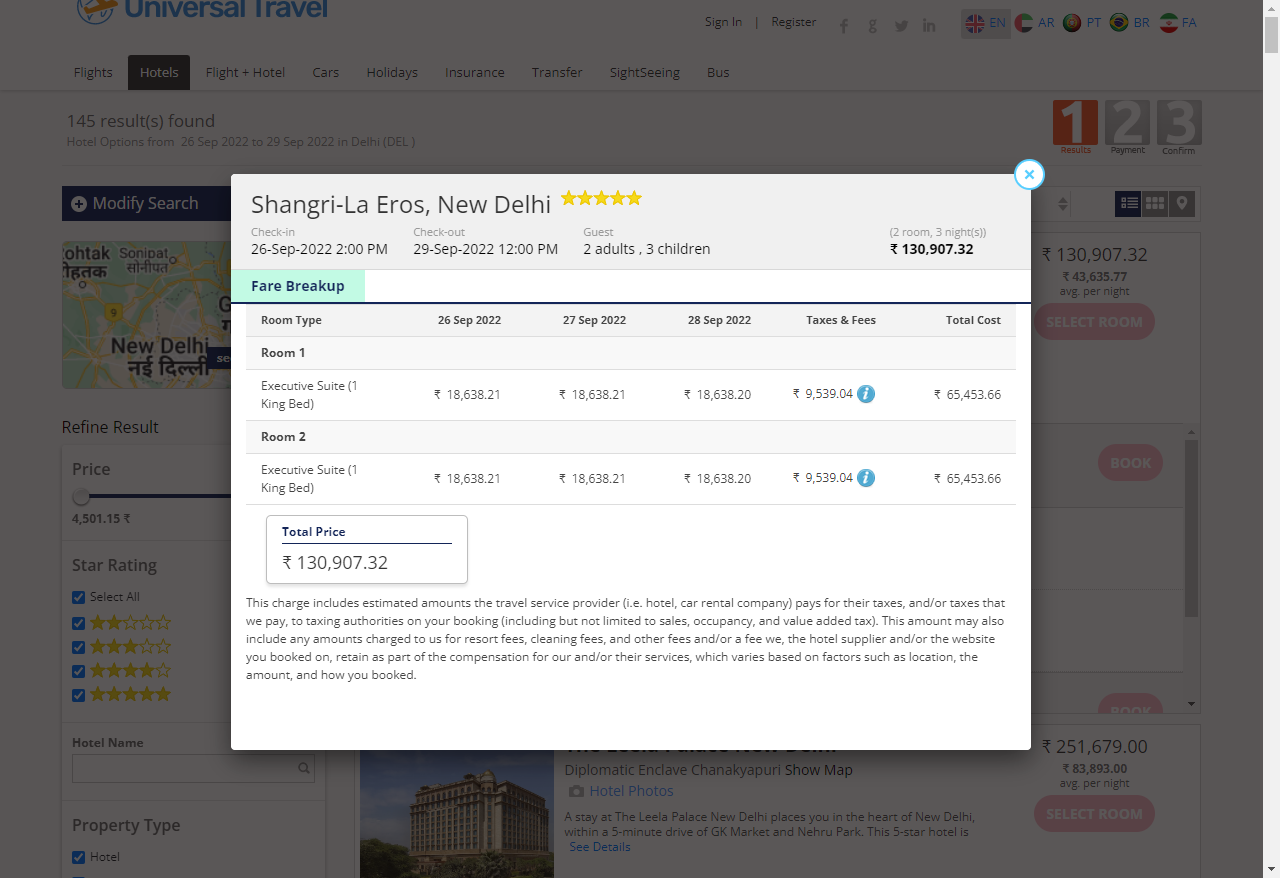 Universal Travel
Sign In | Register
EN AR PT BR FA
Flights Hotels Flight + Hotel Cars Holidays Insurance Transfer SightSeeing Bus
145 result(s) found
Hotel Options from 26 Sep 2022 to 29 Sep 2022 in Delhi (DEL )
1 2 3
Results Payment Confirm
Modify Search
Shangri-La Eros, New Delhi
Check-in Check-out Guest (2 room, 3 night(s))
26-Sep-2022 2:00 PM 29-Sep-2022 12:00 PM 2 adults , 3 children ₹ 130,907.32
Fare Breakup
Room Type 26 Sep 2022 27 Sep 2022 28 Sep 2022 Taxes & Fees Total Cost
Room 1
Executive Suite (1 King Bed) ₹ 18,638.21 ₹ 18,638.21 ₹ 18,638.20 ₹ 9,539.04 i ₹ 65,453.66
Room 2
Executive Suite (1 King Bed) ₹ 18,638.21 ₹ 18,638.21 ₹ 18,638.20 ₹ 9,539.04 i ₹ 65,453.66
Total Price
₹ 130,907.32
This charge includes estimated amounts the travel service provider (i.e. hotel, car rental company) pays for their taxes, and/or taxes that
we pay, to taxing authorities on your booking (including but not limited to sales, occupancy, and value added tax). This amount may also
include any amounts charged to us for resort fees, cleaning fees, and other fees and/or a fee we, the hotel supplier and/or the website
you booked on, retain as part of the compensation for our and/or their services, which varies based on factors such as location, the
amount, and how you booked.
ohtak Sonipat
हतक सोनीपत
9
New Delhi
नई दिल्ली
Refine Result
Price
4,501.15 ₹
Star Rating
Select All
Hotel Name
Property Type
Hotel
₹ 130,907.32
₹ 43,635.77
avg. per night
SELECT ROOM
BOOK
BOOK
The Leela Palace New Delhi
Diplomatic Enclave Chanakyapuri Show Map
Hotel Photos
A stay at The Leela Palace New Delhi places you in the heart of New Delhi,
within a 5-minute drive of GK Market and Nehru Park. This 5-star hotel is
See Details
₹ 251,679.00
₹ 83,893.00
avg. per night
SELECT ROOM